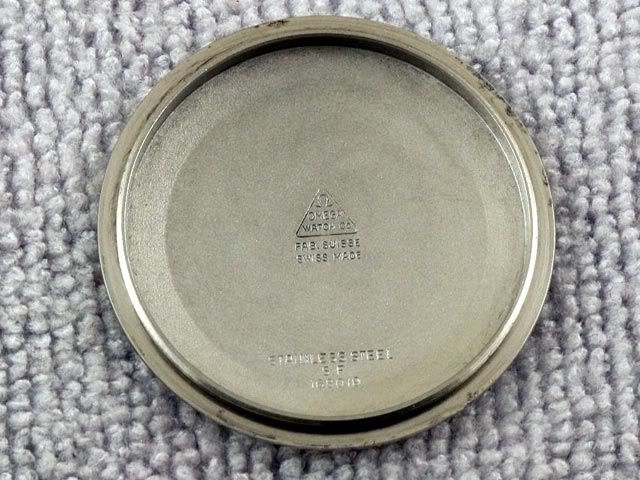 Ω
OMEGA
WATCH Co
FAB. SUISSE
SWISS MADE
STAINLESS STEEL